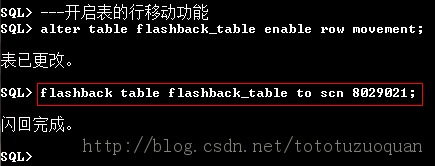 SQL> ---开启表的行移动功能
SQL> alter table flashback_table enable row movement;
表已更改。
SQL> flashback table flashback_table to scn 8029021;
闪回完成。
http://blog.csdn.net/tototuzuoquan
SQL>